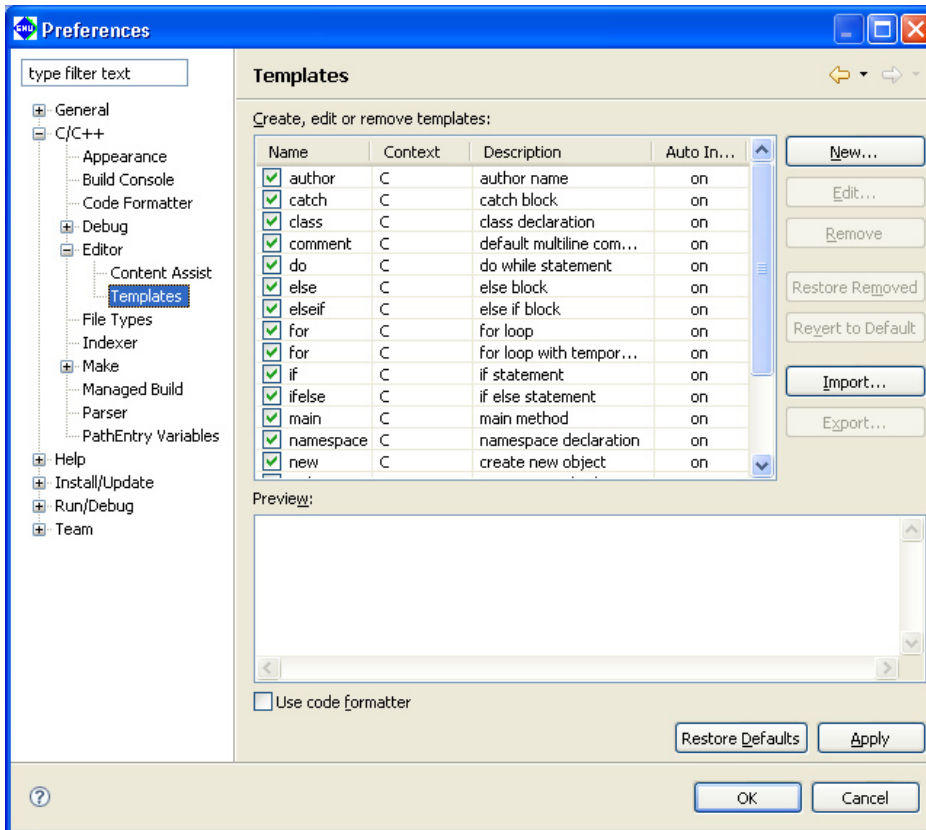 Preferences
type filter text
General
C/C++
Appearance
Build Console
Code Formatter
Debug
Editor
Content Assist
Templates
File Types
Indexer
Make
Managed Build
Parser
PathEntry Variables
Help
Install/Update
Run/Debug
Team
Templates
Create, edit or remove templates:
Name Context Description Auto In...
author C author name on
catch C catch block on
class C class declaration on
comment C default multiline com... on
do C do while statement on
else C else block on
elseif C else if block on
for C for loop on
for C for loop with tempor... on
if C if statement on
ifelse C if else statement on
main C main method on
namespace C namespace declaration on
new C create new object on
New...
Edit...
Remove
Restore Removed
Revert to Default
Import...
Export...
Preview:
Use code formatter
Restore Defaults
Apply
OK
Cancel